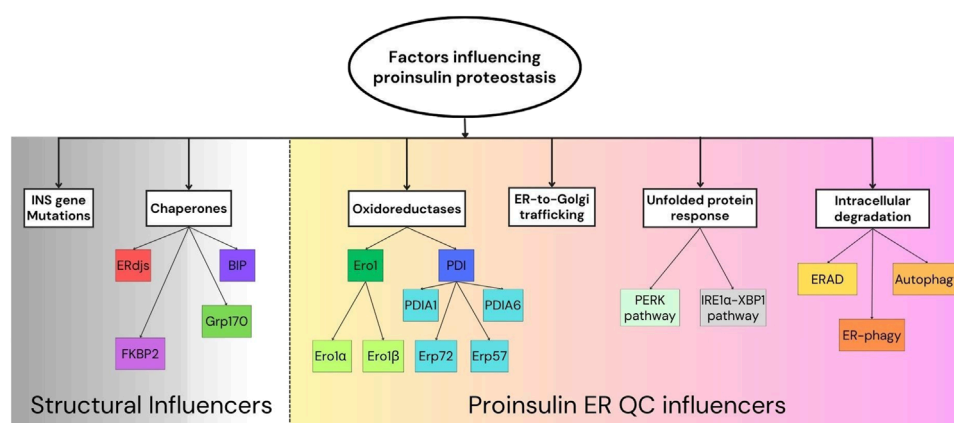 Factors influencing
proinsulin proteostasis
INS gene
Mutations
Chaperones
Oxidoreductases
ER-to-Golgi
trafficking
Unfolded protein
response
Intracellular
degradation
ERdjs
BIP
Grp170
FKBP2
Ero1
PDI
PDIA1
PDIA6
Ero1α
Ero1β
Erp72
Erp57
PERK
pathway
IRE1α-XBP1
pathway
ERAD
Autophag
ER-phagy
Structural Influencers
Proinsulin ER QC influencers